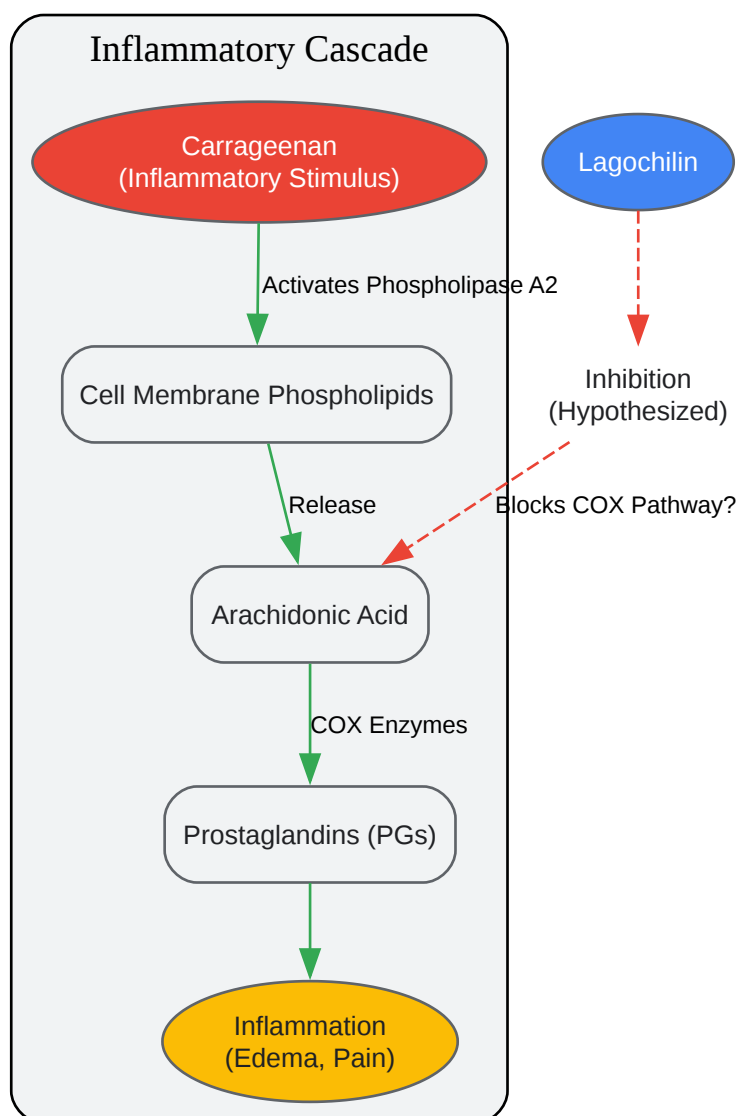 Inflammatory Cascade
Carrageenan
(Inflammatory Stimulus)
Lagochilin
Activates Phospholipase A2
Cell Membrane Phospholipids
Inhibition
(Hypothesized)
Release
Blocks COX Pathway?
Arachidonic Acid
COX Enzymes
Prostaglandins (PGs)
Inflammation
(Edema, Pain)